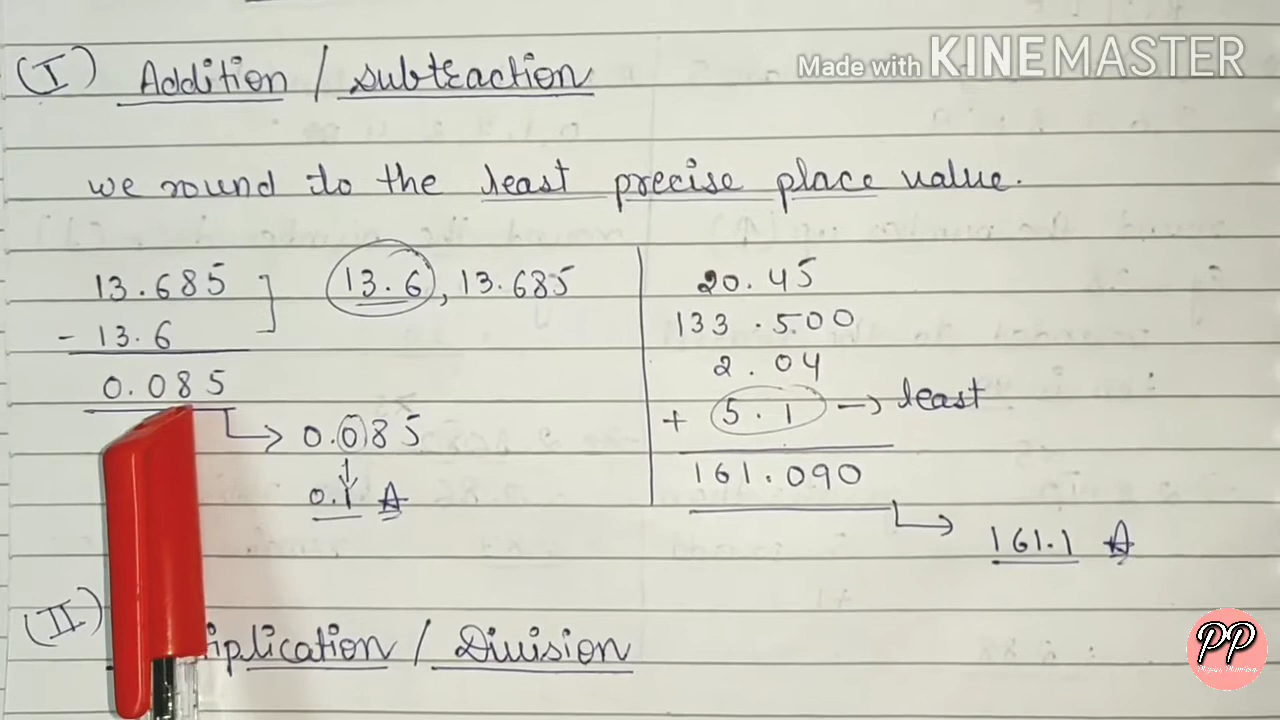 Made with KINEMASTER
(I) Addition / Subtraction
we round to the least precise place value.
13.685
- 13.6
0.085
13.6, 13.685
0.085
0.1 A
20.45
133.500
2.04
+ 5.1 → least
161.090
161.1 A
(II) iplication / Division
PP